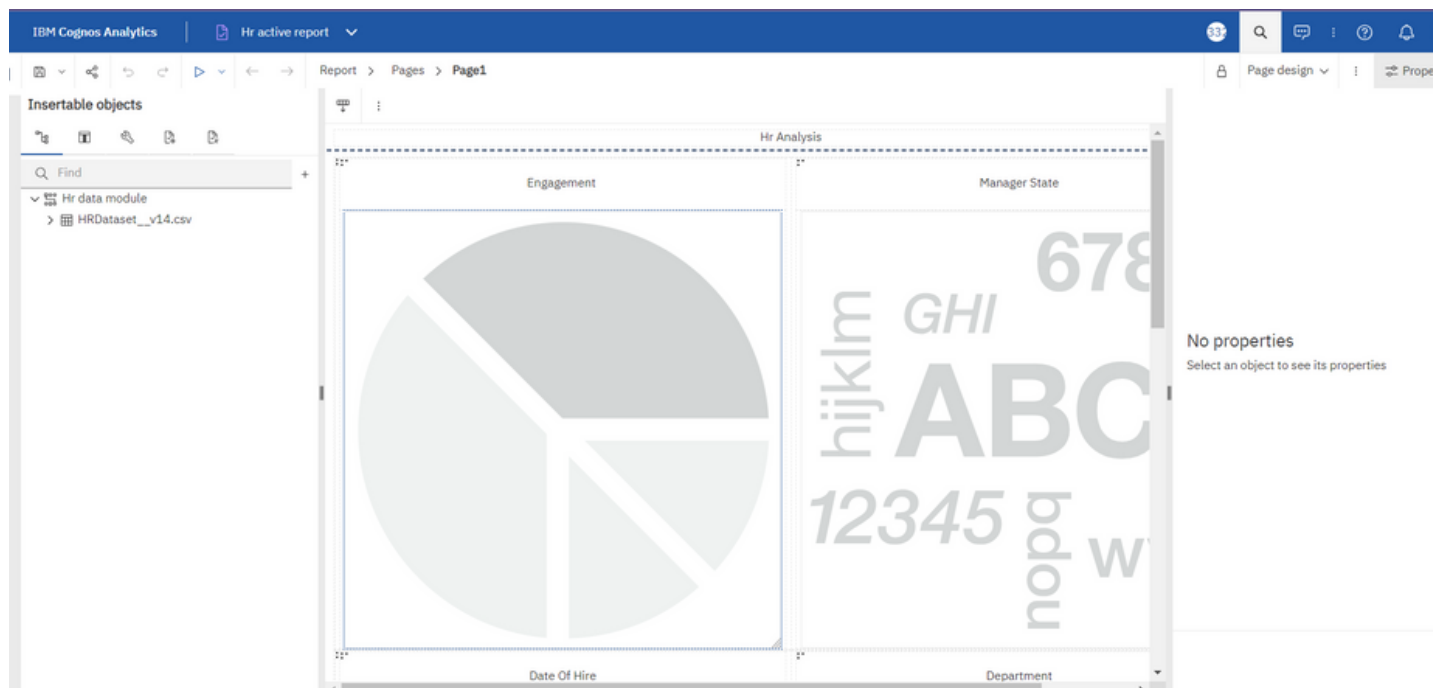 IBM Cognos Analytics
Hr active report
Report > Pages > Page1
Page design
Prope
Insertable objects
Find
Hr data module
HRDataset__v14.csv
Hr Analysis
Engagement
Manager State
678
GHI
hijklm
ABC
12345
nopq
w
No properties
Select an object to see its properties
Date Of Hire
Department